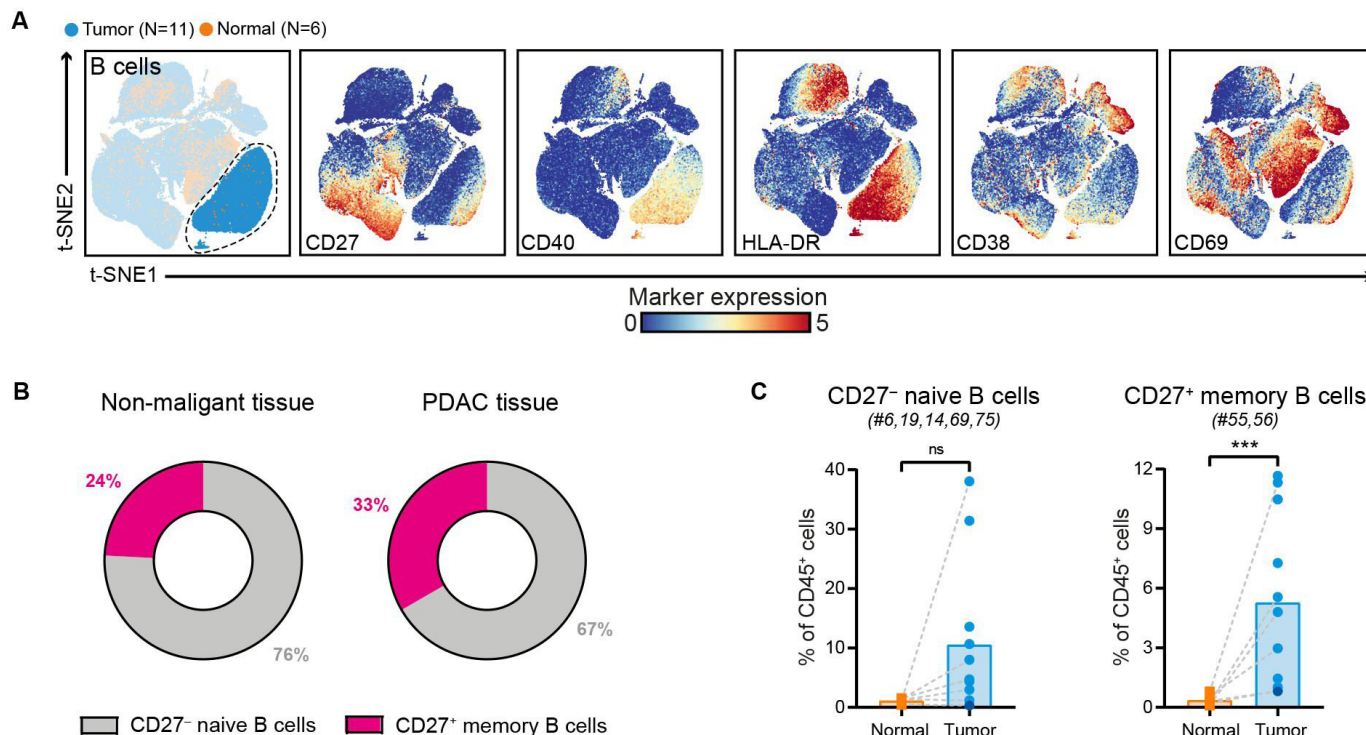 A
Tumor (N=11) Normal (N=6)
B cells
CD27
CD40
HLA-DR
CD38
CD69
t-SNE2
t-SNE1
Marker expression
0 5
B
Non-maligant tissue
PDAC tissue
24%
76%
33%
67%
CD27⁻ naive B cells
CD27⁺ memory B cells
C
CD27⁻ naive B cells
(#6,19,14,69,75)
ns
% of CD45⁺ cells
40
30
20
10
0
Normal Tumor
CD27⁺ memory B cells
(#55,56)
***
% of CD45⁺ cells
12
9
6
3
0
Normal Tumor